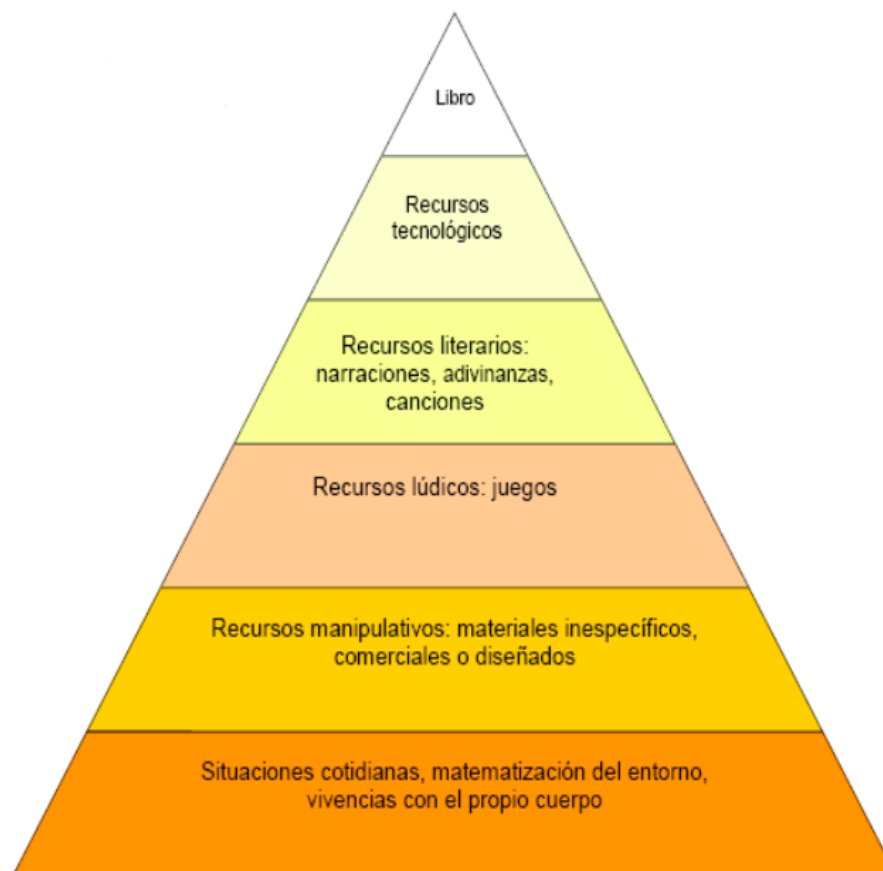 Libro
Recursos
tecnológicos
Recursos literarios:
narraciones, adivinanzas,
canciones
Recursos lúdicos: juegos
Recursos manipulativos: materiales inespecíficos,
comerciales o diseñados
Situaciones cotidianas, matematización del entorno,
vivencias con el propio cuerpo